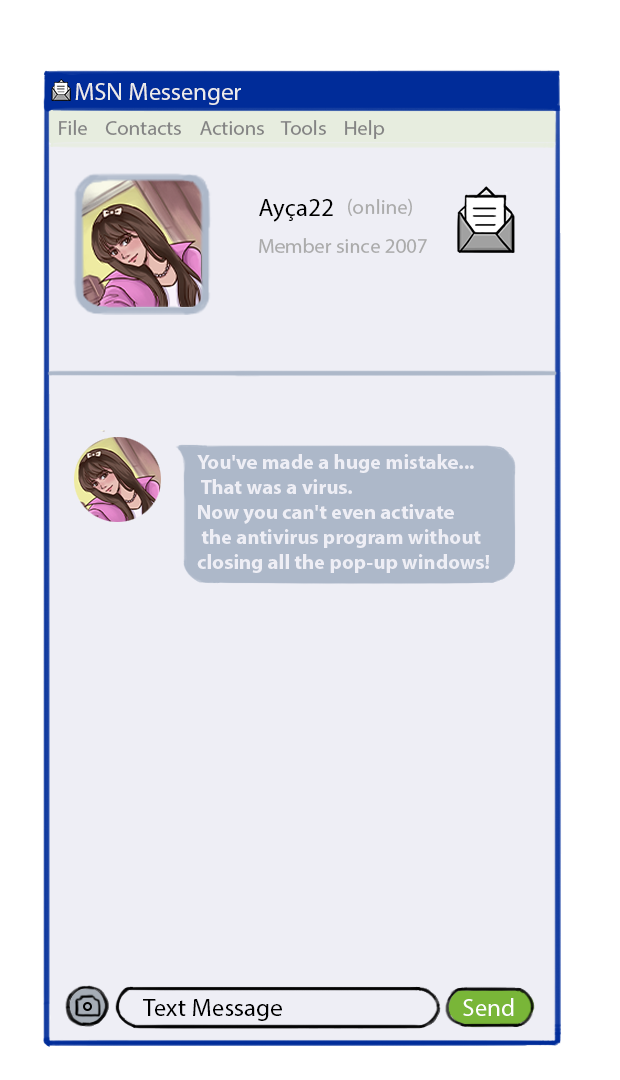 MSN Messenger
File Contacts Actions Tools Help
Ayça22 (online)
Member since 2007
You've made a huge mistake...
That was a virus.
Now you can't even activate
the antivirus program without
closing all the pop-up windows!
Text Message Send